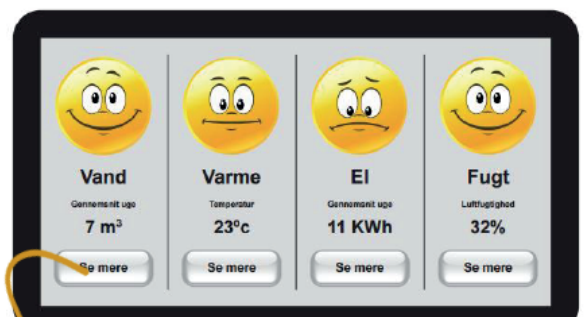 Vand
Gennemsnit uge
7 m³
Se mere
Varme
Temperatur
23°c
Se mere
El
Gennemsnit uge
11 KWh
Se mere
Fugt
Luftfugtighed
32%
Se mere